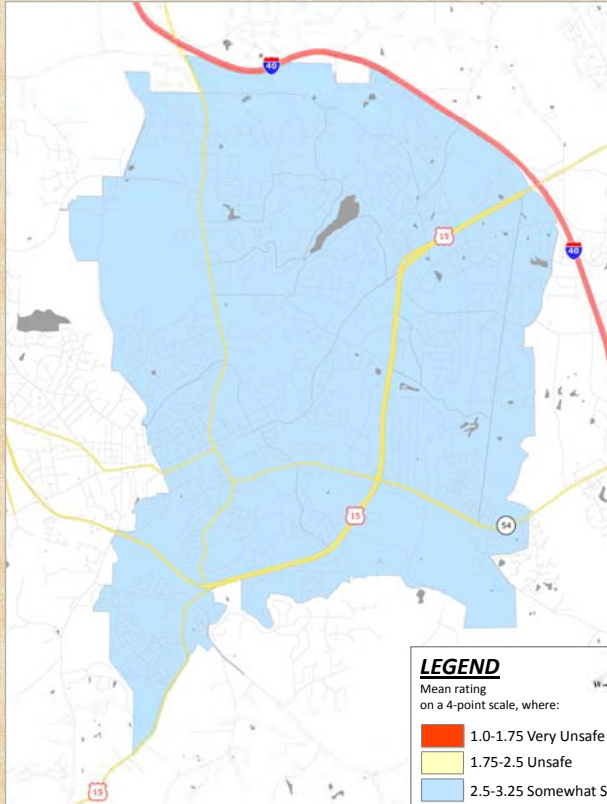 40
15
40
15
54
15
LEGEND
Mean rating
on a 4-point scale, where:
1.0-1.75 Very Unsafe
1.75-2.5 Unsafe
2.5-3.25 Somewhat S